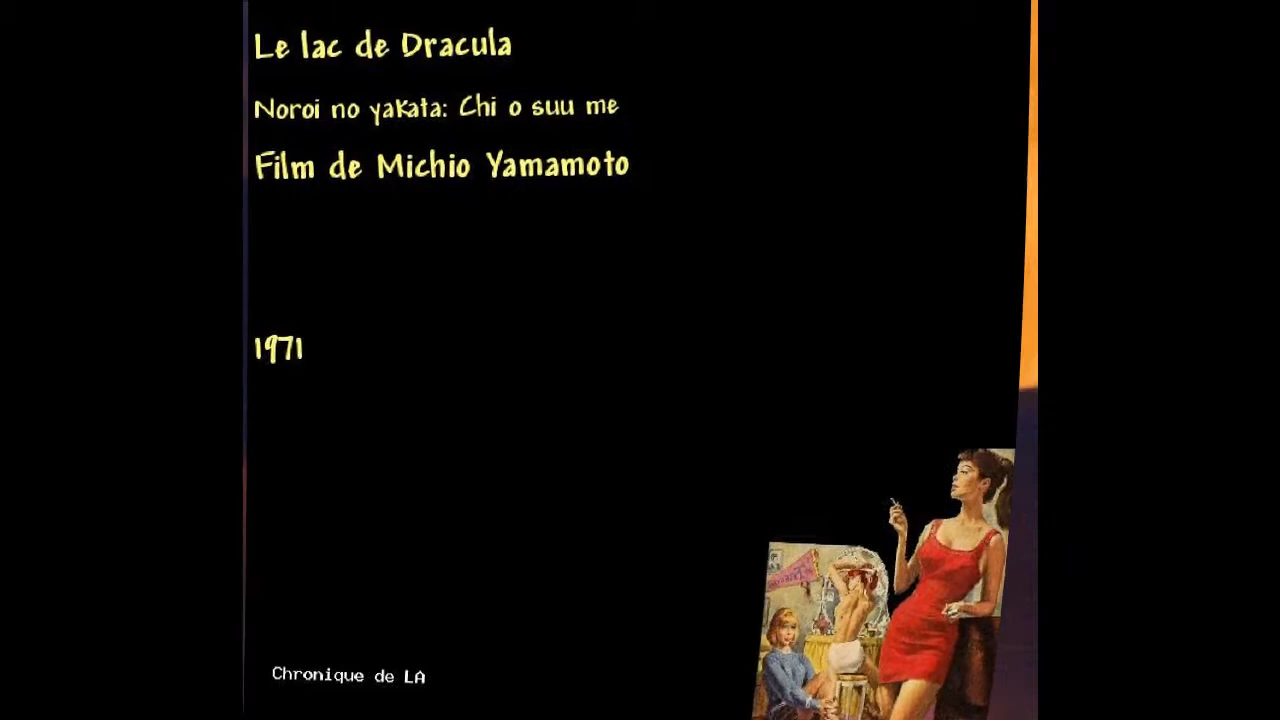 Le lac de Dracula
Noroi no yakata: Chi o suu me
Film de Michio Yamamoto
1971
Chronique de LA